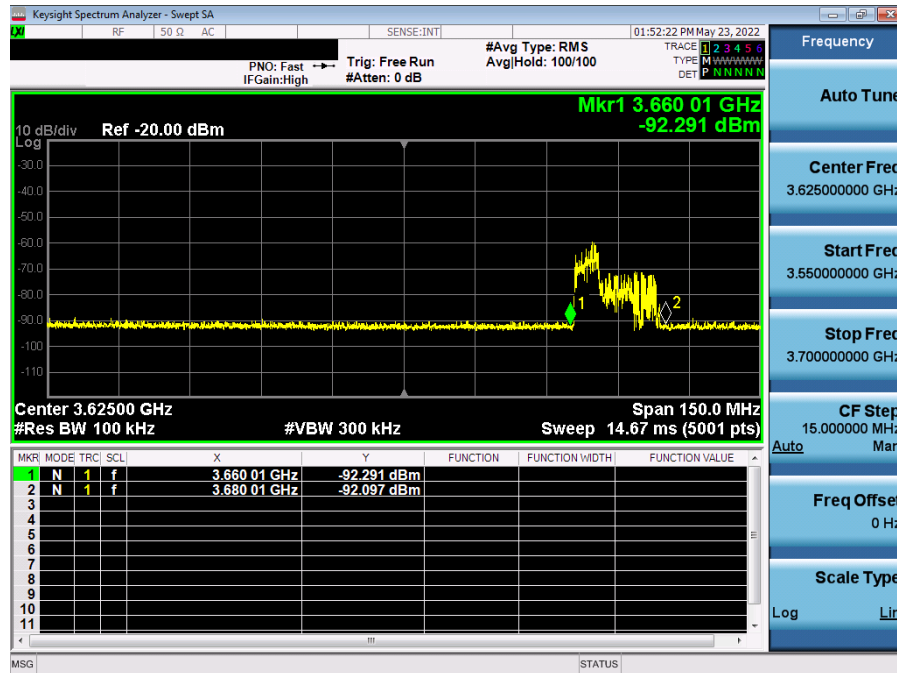 Keysight Spectrum Analyzer - Swept SA
LXI RF 50 Ω AC SENSE:INT 01:52:22 PM May 23, 2022
PNO: Fast Trig: Free Run #Avg Type: RMS TRACE 1 2 3 4 5 6
IFGain:High #Atten: 0 dB Avg|Hold: 100/100 TYPE M WWWWW
DET P N N N N N
Mkr1 3.660 01 GHz
-92.291 dBm
10 dB/div Ref -20.00 dBm
Log
-30.0
-40.0
-50.0
-60.0
-70.0
-80.0
-90.0
-100
-110
1
2
Center 3.62500 GHz Span 150.0 MHz
#Res BW 100 kHz #VBW 300 kHz Sweep 14.67 ms (5001 pts)
MKR MODE TRC SCL X Y FUNCTION FUNCTION WIDTH FUNCTION VALUE
1 N 1 f 3.660 01 GHz -92.291 dBm
2 N 1 f 3.680 01 GHz -92.097 dBm
3
4
5
6
7
8
9
10
11
MSG STATUS
Frequency
Auto Tune
Center Freq
3.625000000 GHz
Start Freq
3.550000000 GHz
Stop Freq
3.700000000 GHz
CF Step
15.000000 MHz
Auto Man
Freq Offset
0 Hz
Scale Type
Log Lin